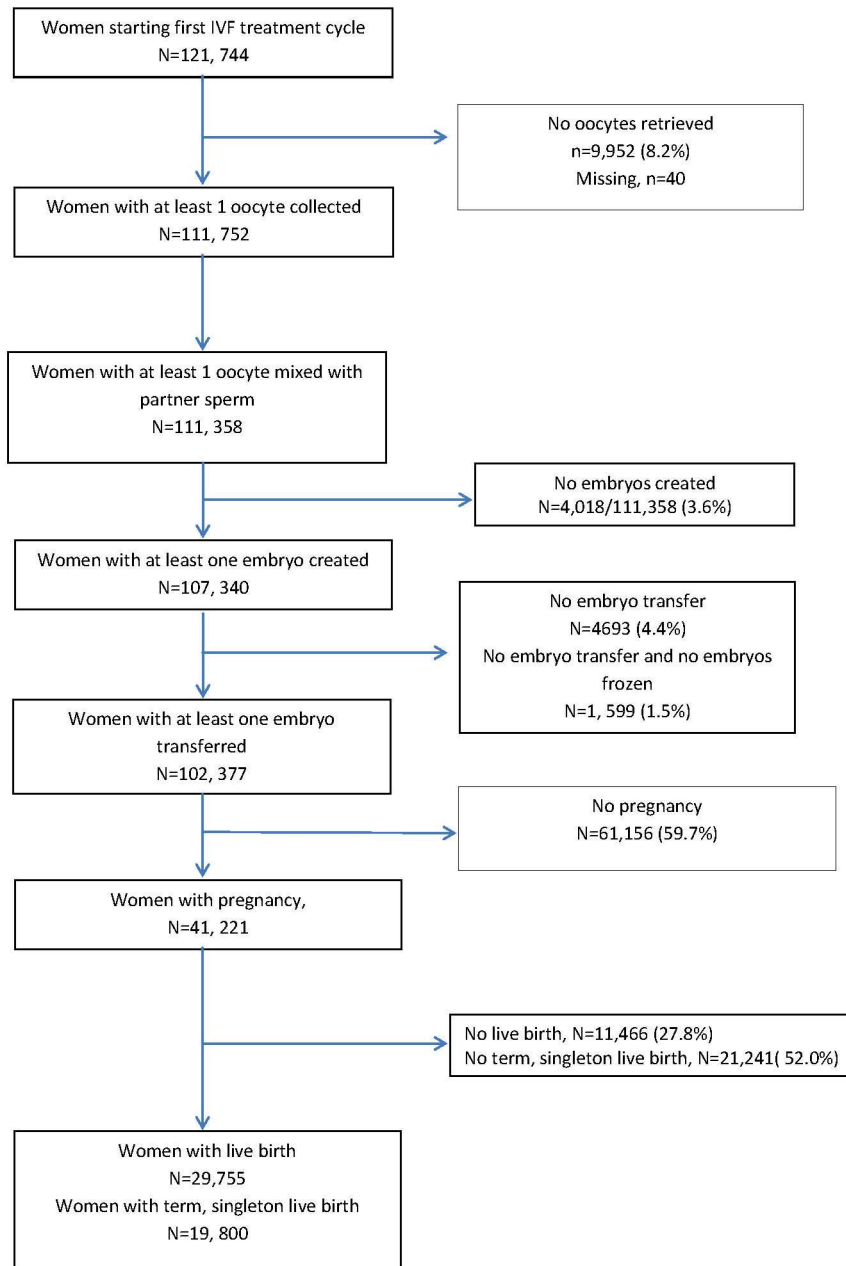 Women starting first IVF treatment cycle
N=121, 744
No oocytes retrieved
n=9,952 (8.2%)
Missing, n=40
Women with at least 1 oocyte collected
N=111, 752
Women with at least 1 oocyte mixed with
partner sperm
N=111, 358
No embryos created
N=4,018/111,358 (3.6%)
Women with at least one embryo created
N=107, 340
No embryo transfer
N=4693 (4.4%)
No embryo transfer and no embryos
frozen
N=1, 599 (1.5%)
Women with at least one embryo
transferred
N=102, 377
No pregnancy
N=61,156 (59.7%)
Women with pregnancy,
N=41, 221
No live birth, N=11,466 (27.8%)
No term, singleton live birth, N=21,241( 52.0%)
Women with live birth
N=29,755
Women with term, singleton live birth
N=19, 800